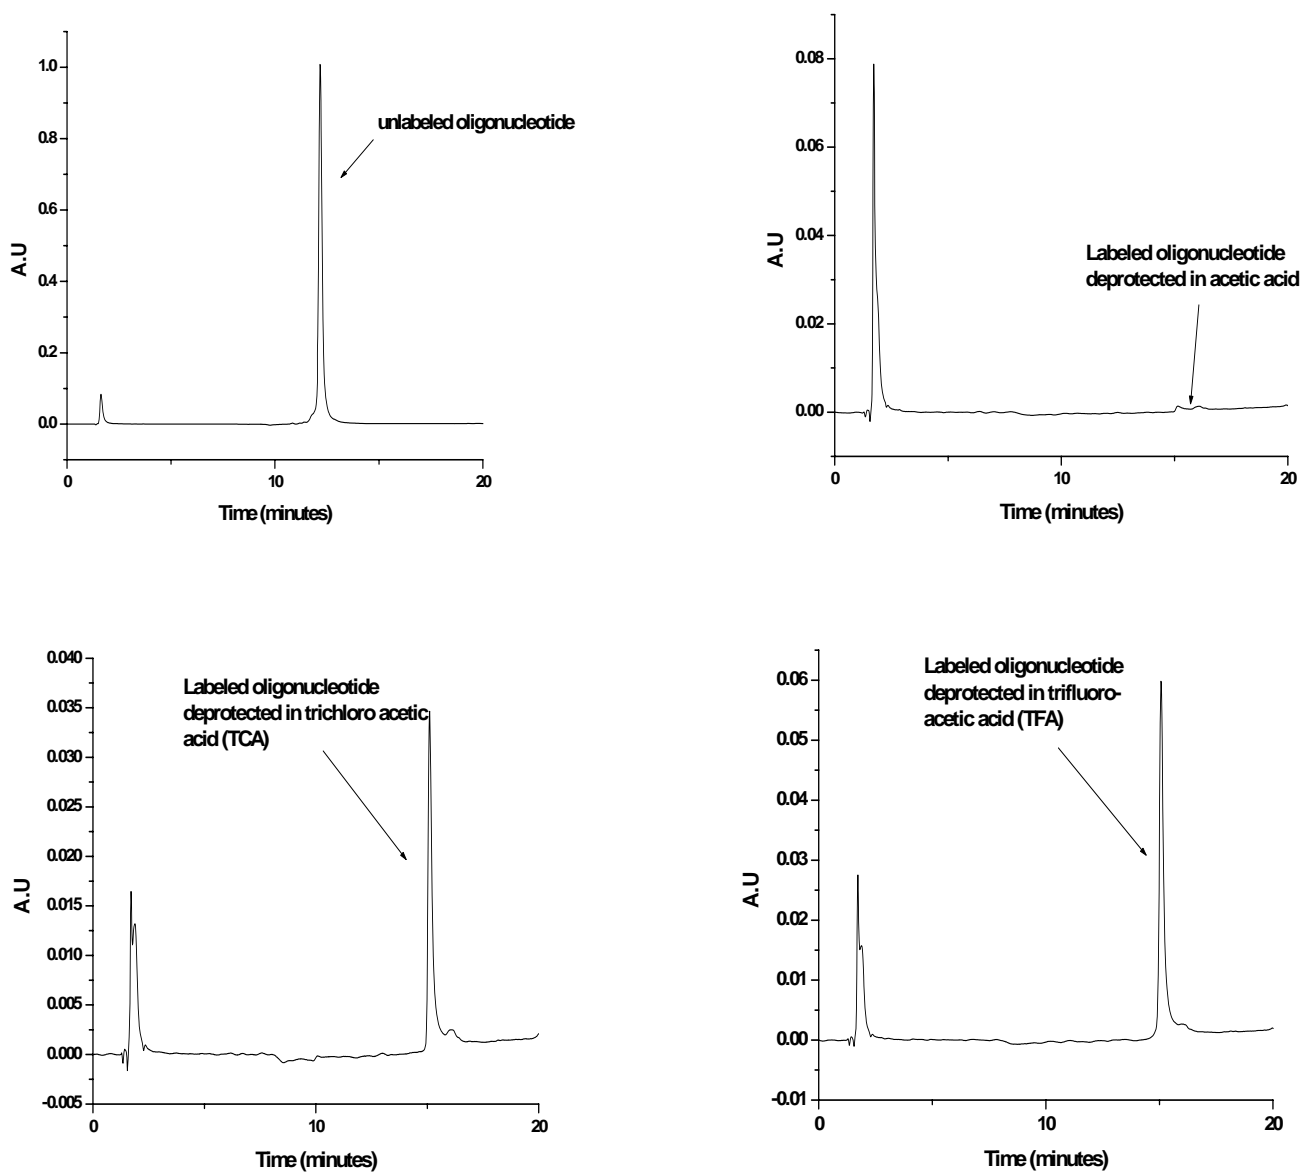 1.0
0.8
0.6
0.4
0.2
0.0
A.U
unlabeled oligonucleotide
0 10 20
Time (minutes)
0.08
0.06
0.04
0.02
0.00
A.U
Labeled oligonucleotide
deprotected in acetic acid
0 10 20
Time (minutes)
0.040
0.035
0.030
0.025
0.020
0.015
0.010
0.005
0.000
-0.005
A.U
Labeled oligonucleotide
deprotected in trichloro acetic
acid (TCA)
0 10 20
Time (minutes)
0.06
0.05
0.04
0.03
0.02
0.01
0.00
-0.01
A.U
Labeled oligonucleotide
deprotected in trifluoro-
acetic acid (TFA)
0 10 20
Time (minutes)